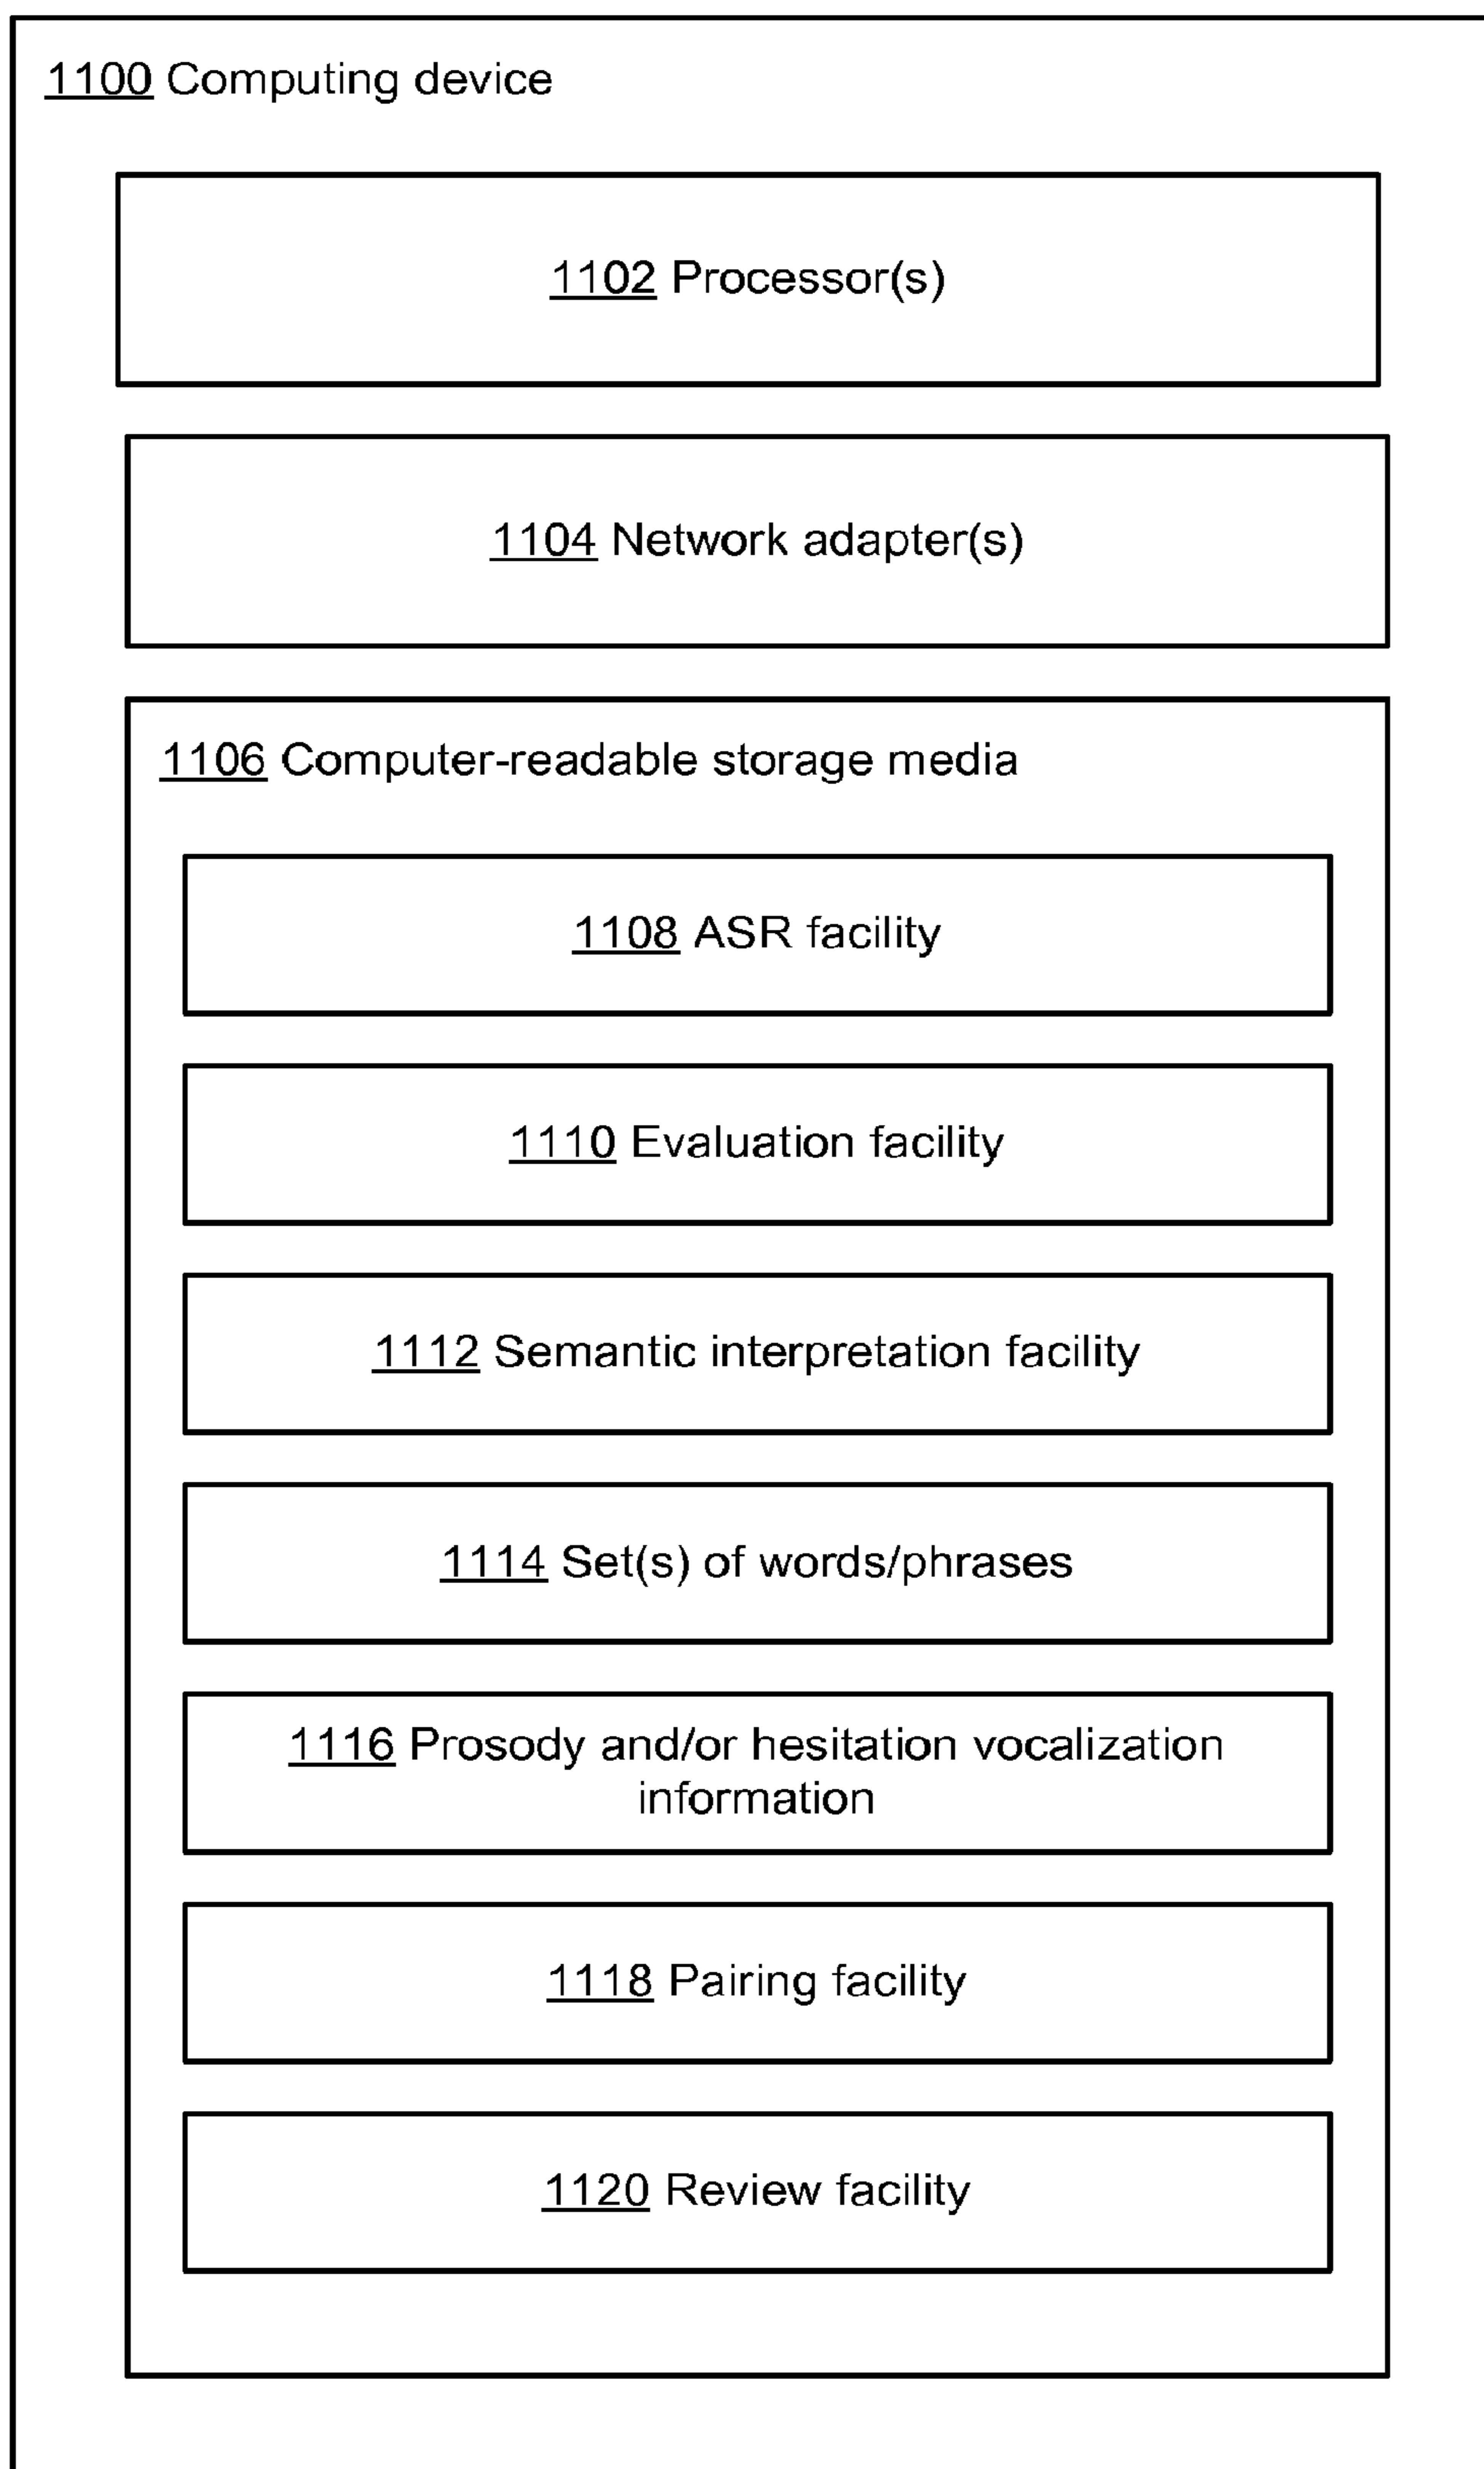 1100 Computing device
1102 Processor(s)
1104 Network adapter(s)
1106 Computer-readable storage media
1108 ASR facility
1110 Evaluation facility
1112 Semantic interpretation facility
1114 Set(s) of words/phrases
1116 Prosody and/or hesitation vocalization
information
1118 Pairing facility
1120 Review facility